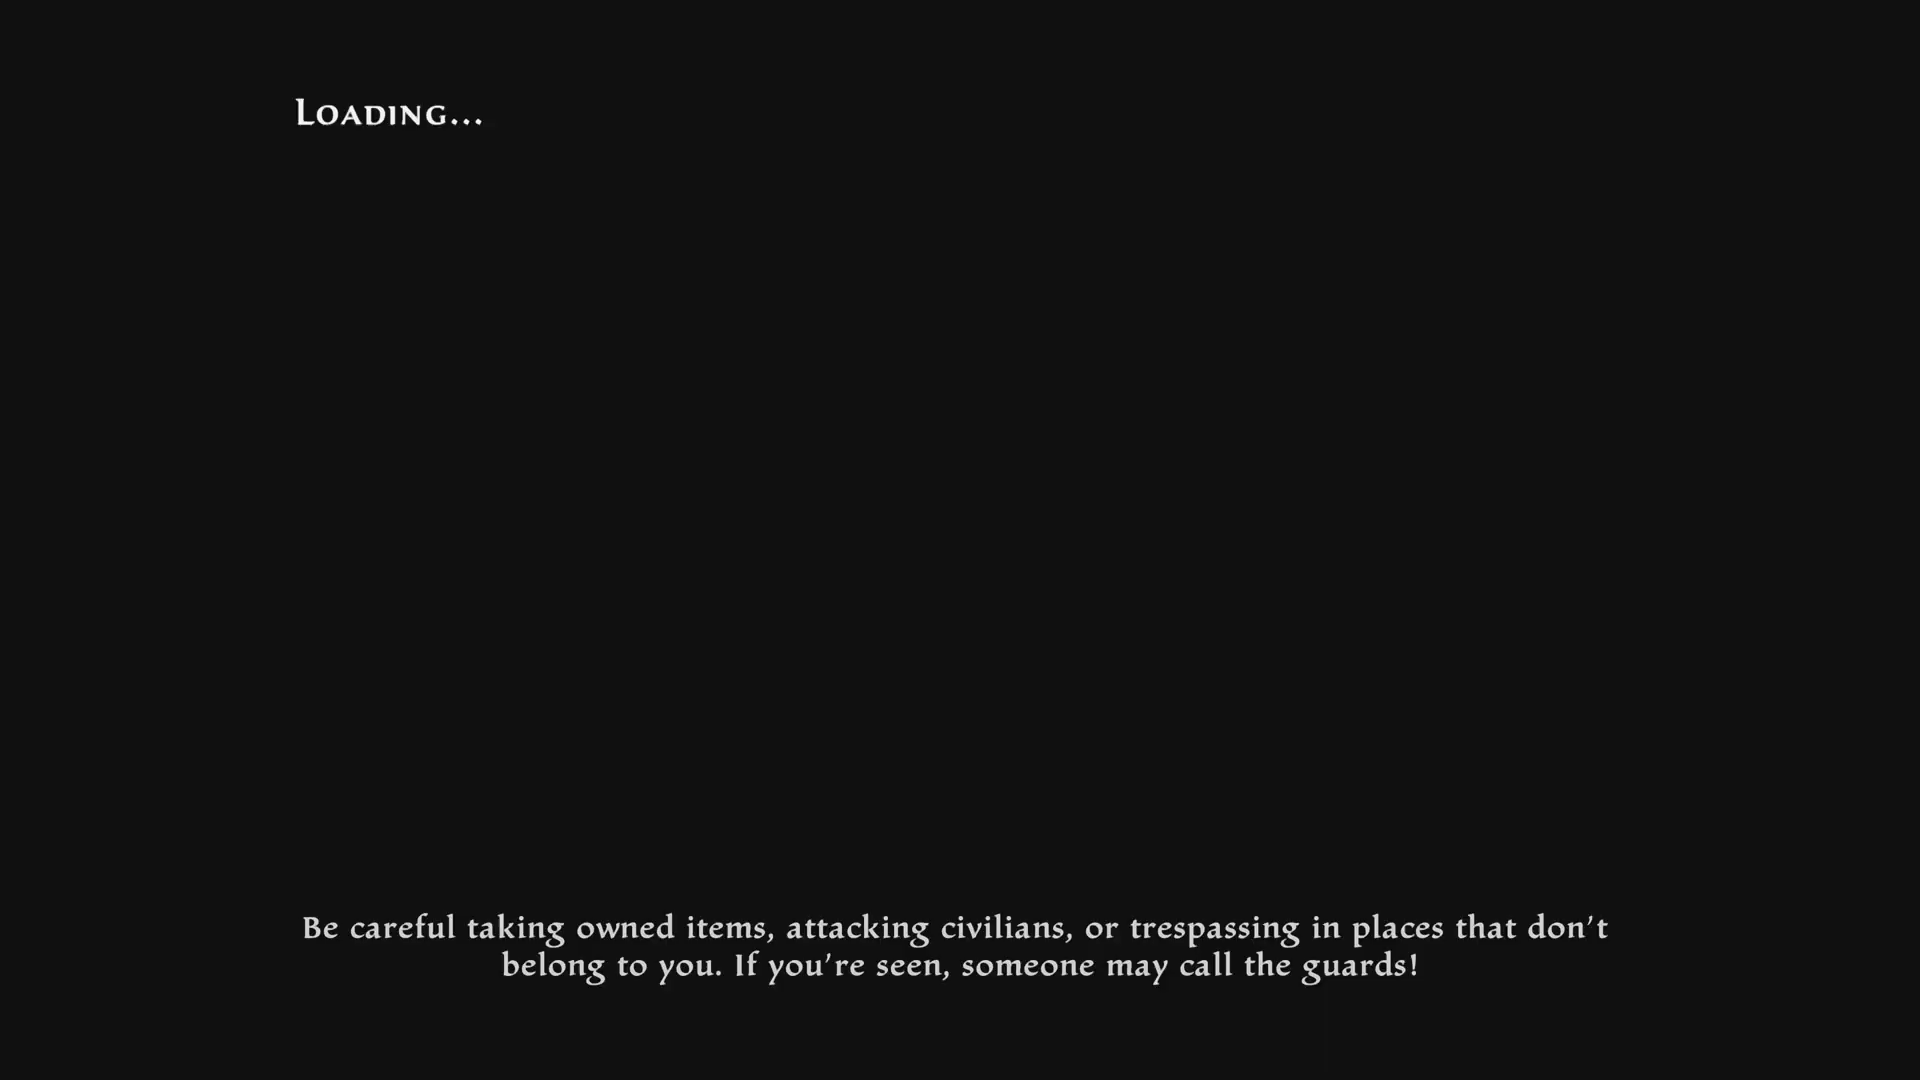 Loading...
Be careful taking owned items, attacking civilians, or trespassing in places that don't
belong to you. If you're seen, someone may call the guards!